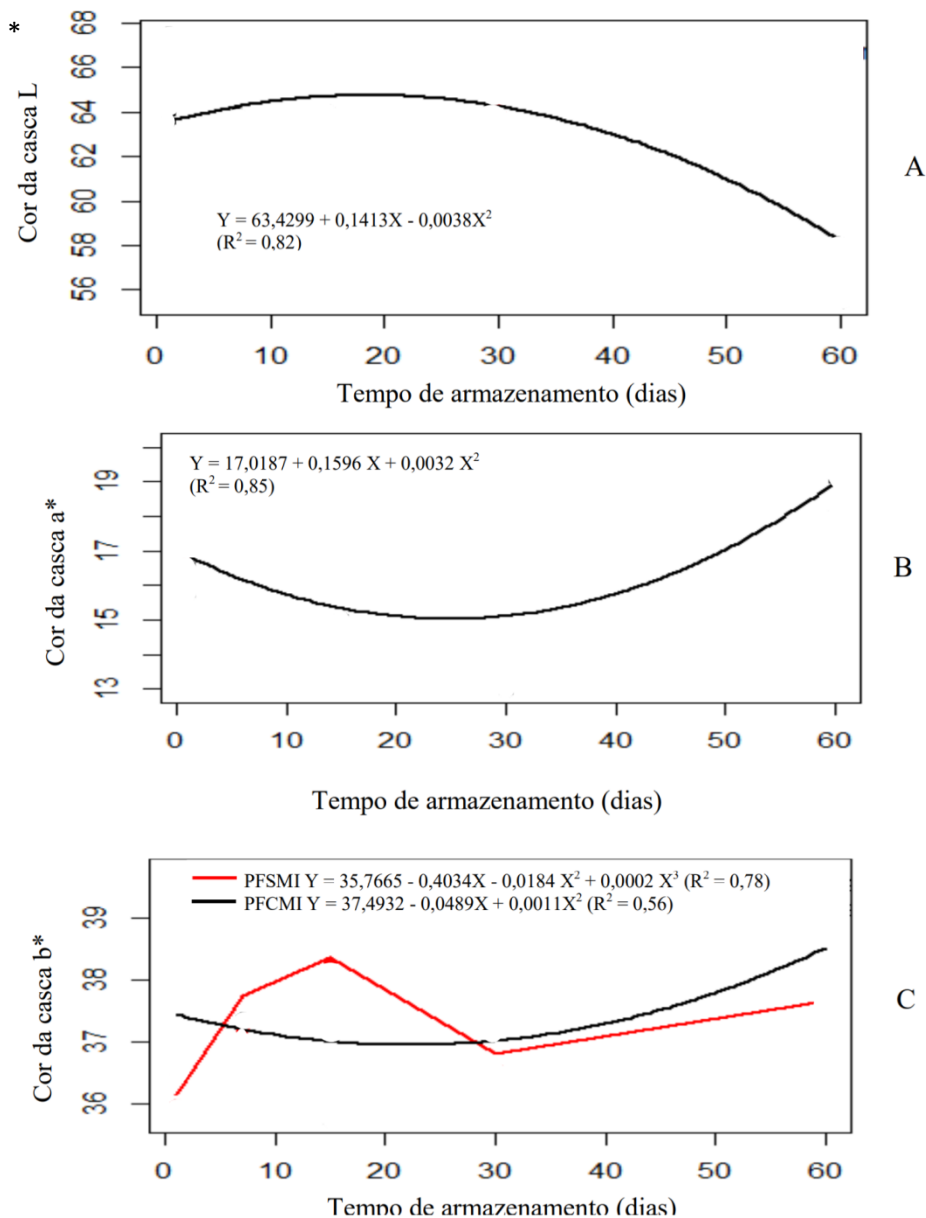 *
68
66
64
62
60
58
56
Cor da casca L
Y = 63,4299 + 0,1413X - 0,0038X²
(R² = 0,82)
A
0 10 20 30 40 50 60
Tempo de armazenamento (dias)
Y = 17,0187 + 0,1596 X + 0,0032 X²
(R² = 0,85)
19
17
15
13
Cor da casca a*
B
0 10 20 30 40 50 60
Tempo de armazenamento (dias)
PFSMI Y = 35,7665 - 0,4034X - 0,0184 X² + 0,0002 X³ (R² = 0,78)
PFCMI Y = 37,4932 - 0,0489X + 0,0011X² (R² = 0,56)
39
38
37
36
Cor da casca b*
C
0 10 20 30 40 50 60
Tempo de armazenamento (dias)